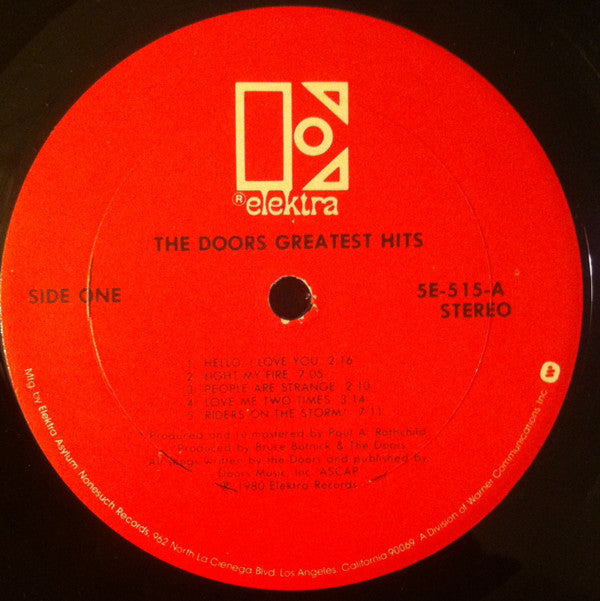 ® elektra
THE DOORS GREATEST HITS
SIDE ONE
5E-515-A
STEREO
1. HELLO, I LOVE YOU 2:16
2. LIGHT MY FIRE 7:05
3. PEOPLE ARE STRANGE 2:10
4. LOVE ME TWO TIMES 3:14
5. RIDERS ON THE STORM* 7:11
Produced and re-mastered by Paul A. Rothchild
*Produced by Bruce Botnick & The Doors
All songs written by the Doors and published by
Doors Music, Inc. ASCAP
℗ 1980 Elektra Records
Mfg by Elektra/Asylum/Nonesuch Records, 962 North La Cienega Blvd. Los Angeles, California 90069. A Division of Warner Communications Inc.